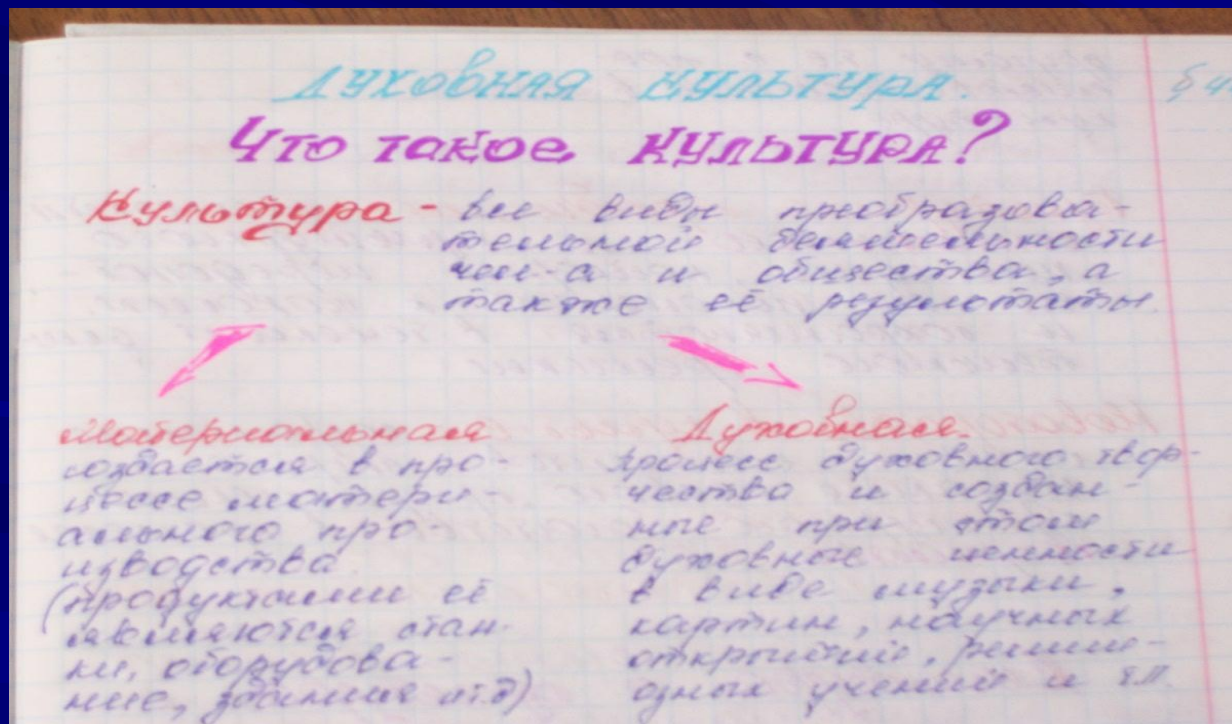 Духовная культура. § 4
Что такое культура?
Культура - все виды преобразова-
тельной деятельности
чел-а и общества, а
также её результаты.
Материальная
создается в про-
цессе матери-
ального про-
изводства
(продуктами её
являются стан-
ки, оборудова-
ние, здания и т.д)
Духовная.
процесс духовного твор-
чества и создан-
ные при этом
духовные ценности
в виде музыки,
картин, научных
открытий, религи-
озных учений и т.п.